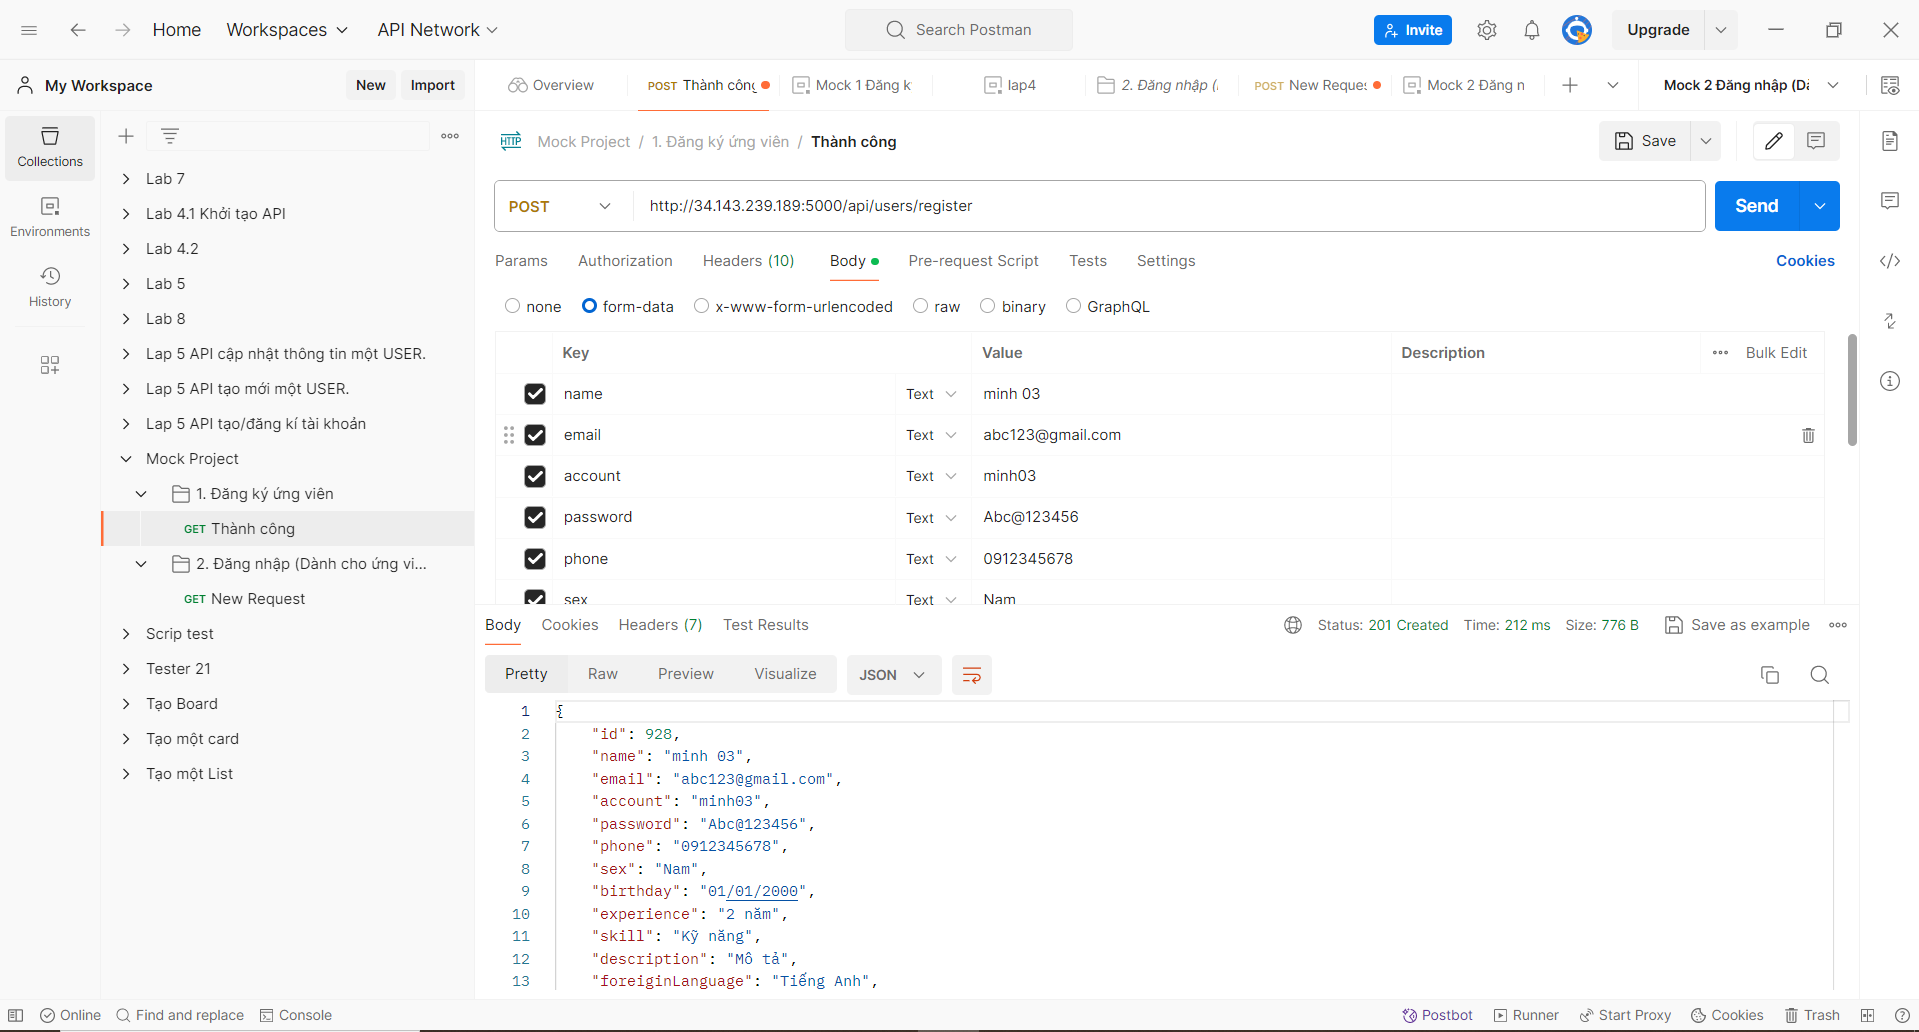 Home Workspaces API Network Search Postman Invite Upgrade
My Workspace New Import
Overview POST Thành công Mock 1 Đăng k lap4 2. Đăng nhập ( POST New Reques Mock 2 Đăng n Mock 2 Đăng nhập (Dà
Collections
Environments
History
Lab 7
Lab 4.1 Khởi tạo API
Lab 4.2
Lab 5
Lab 8
Lap 5 API cập nhật thông tin một USER.
Lap 5 API tạo mới một USER.
Lap 5 API tạo/đăng kí tài khoản
Mock Project
1. Đăng ký ứng viên
GET Thành công
2. Đăng nhập (Dành cho ứng vi...
GET New Request
Scrip test
Tester 21
Tạo Board
Tạo một card
Tạo một List
HTTP Mock Project / 1. Đăng ký ứng viên / Thành công Save
POST http://34.143.239.189:5000/api/users/register Send
Params Authorization Headers (10) Body Pre-request Script Tests Settings Cookies
none form-data x-www-form-urlencoded raw binary GraphQL
Key Value Description Bulk Edit
name Text minh 03
email Text abc123@gmail.com
account Text minh03
password Text Abc@123456
phone Text 0912345678
sex Text Nam
Body Cookies Headers (7) Test Results Status: 201 Created Time: 212 ms Size: 776 B Save as example
Pretty Raw Preview Visualize JSON
1 {
2 "id": 928,
3 "name": "minh 03",
4 "email": "abc123@gmail.com",
5 "account": "minh03",
6 "password": "Abc@123456",
7 "phone": "0912345678",
8 "sex": "Nam",
9 "birthday": "01/01/2000",
10 "experience": "2 năm",
11 "skill": "Kỹ năng",
12 "description": "Mô tả",
13 "foreiginLanguage": "Tiếng Anh",
Online Find and replace Console Postbot Runner Start Proxy Cookies Trash